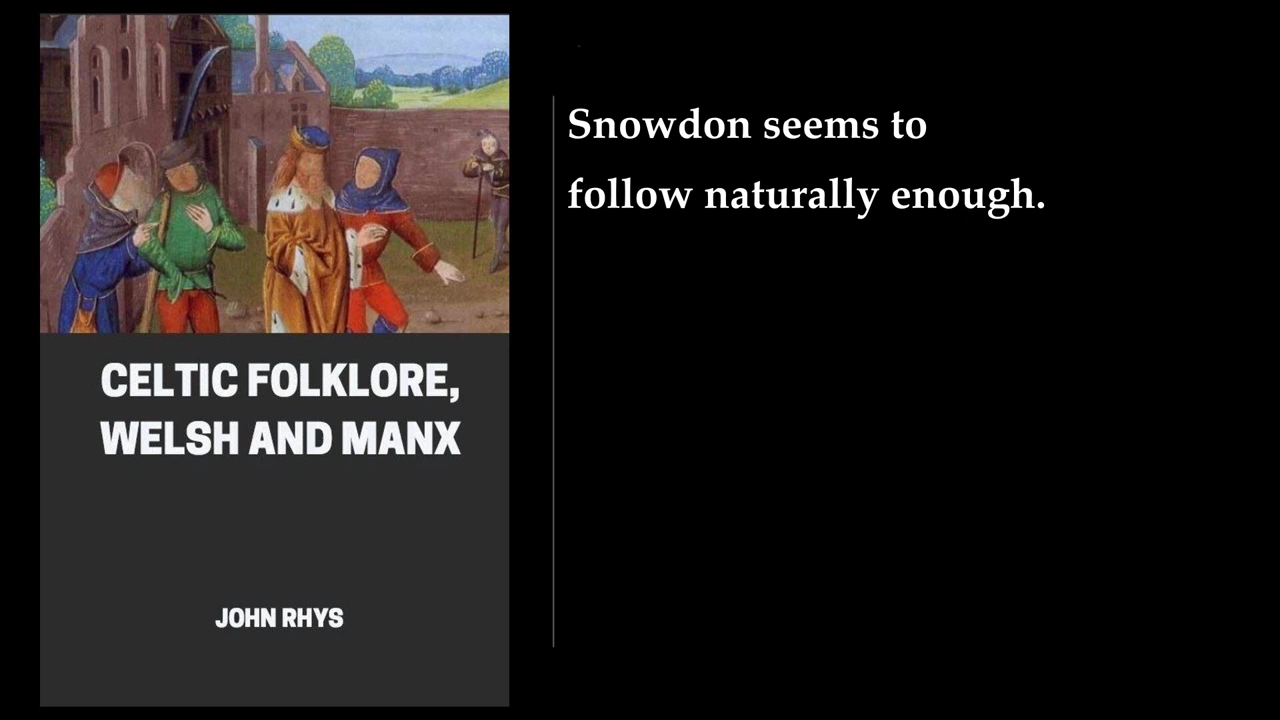 CELTIC FOLKLORE,
WELSH AND MANX
JOHN RHYS
Snowdon seems to
follow naturally enough.